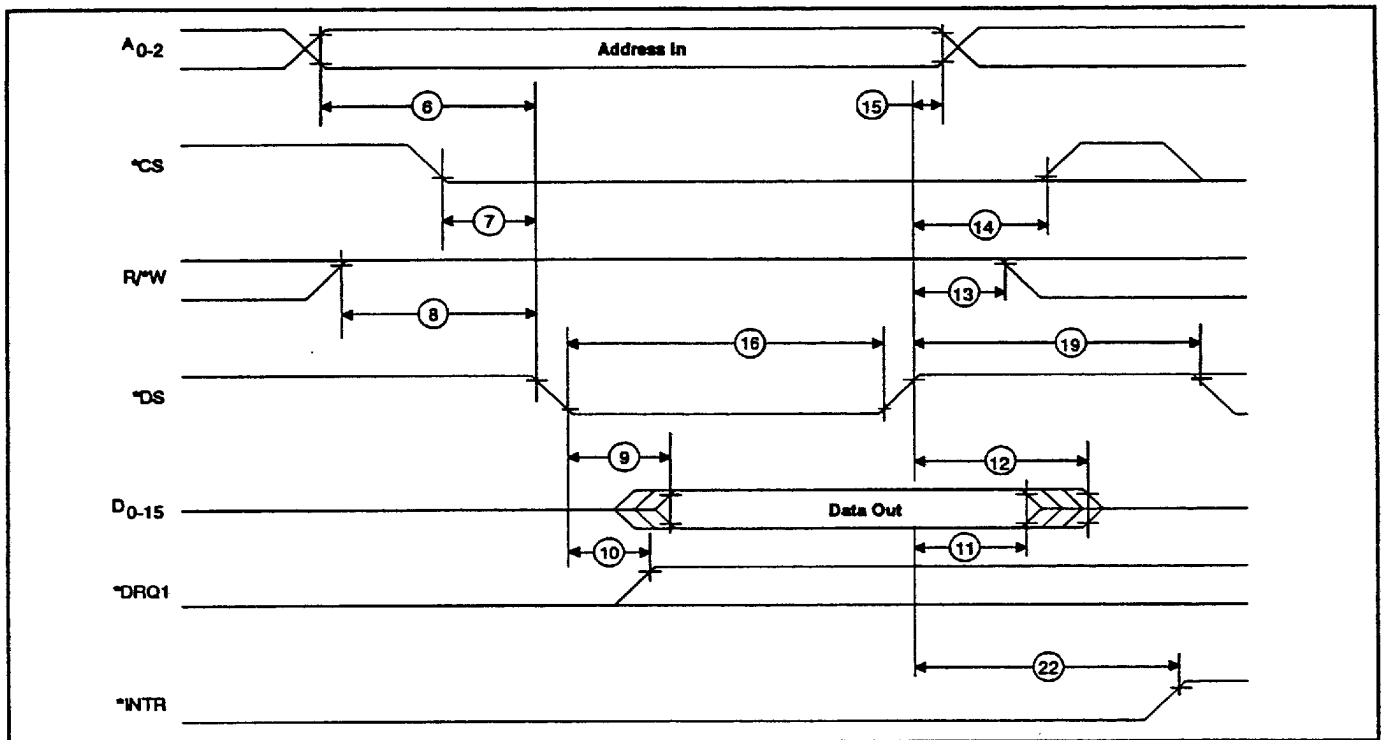 A0-2
Address In
6
15
*CS
7
14
R/*W
8
13
16
19
*DS
9
12
D0-15
Data Out
10
11
*DRQ1
22
*INTR